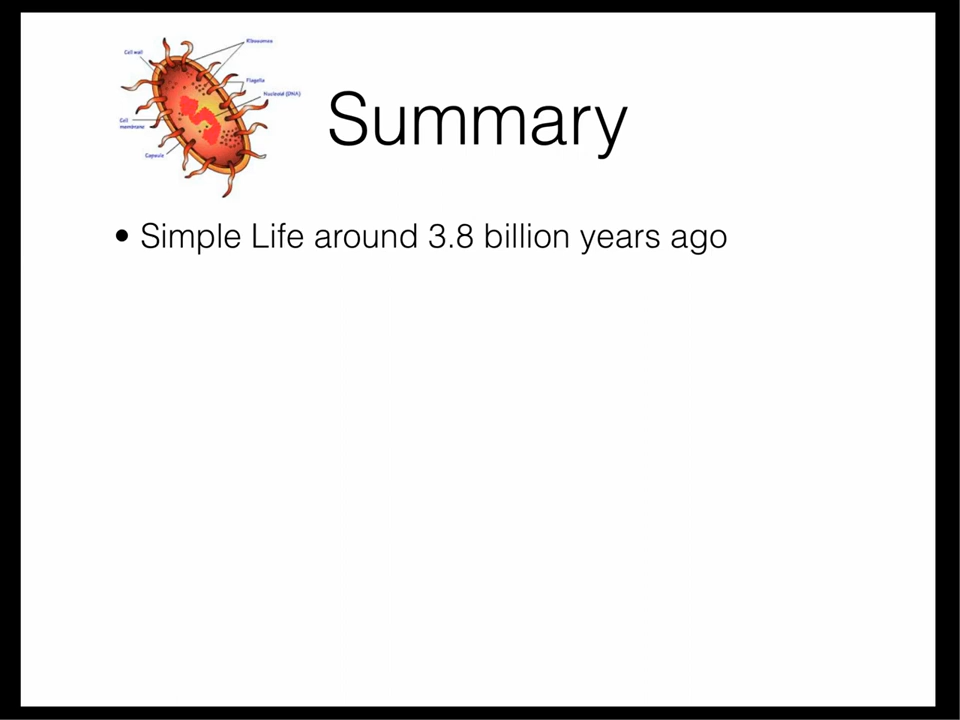 Ribosomes
Cell wall
Flagella
Nucleoid (DNA)
Cell
membrane
Capsule
Summary
• Simple Life around 3.8 billion years ago